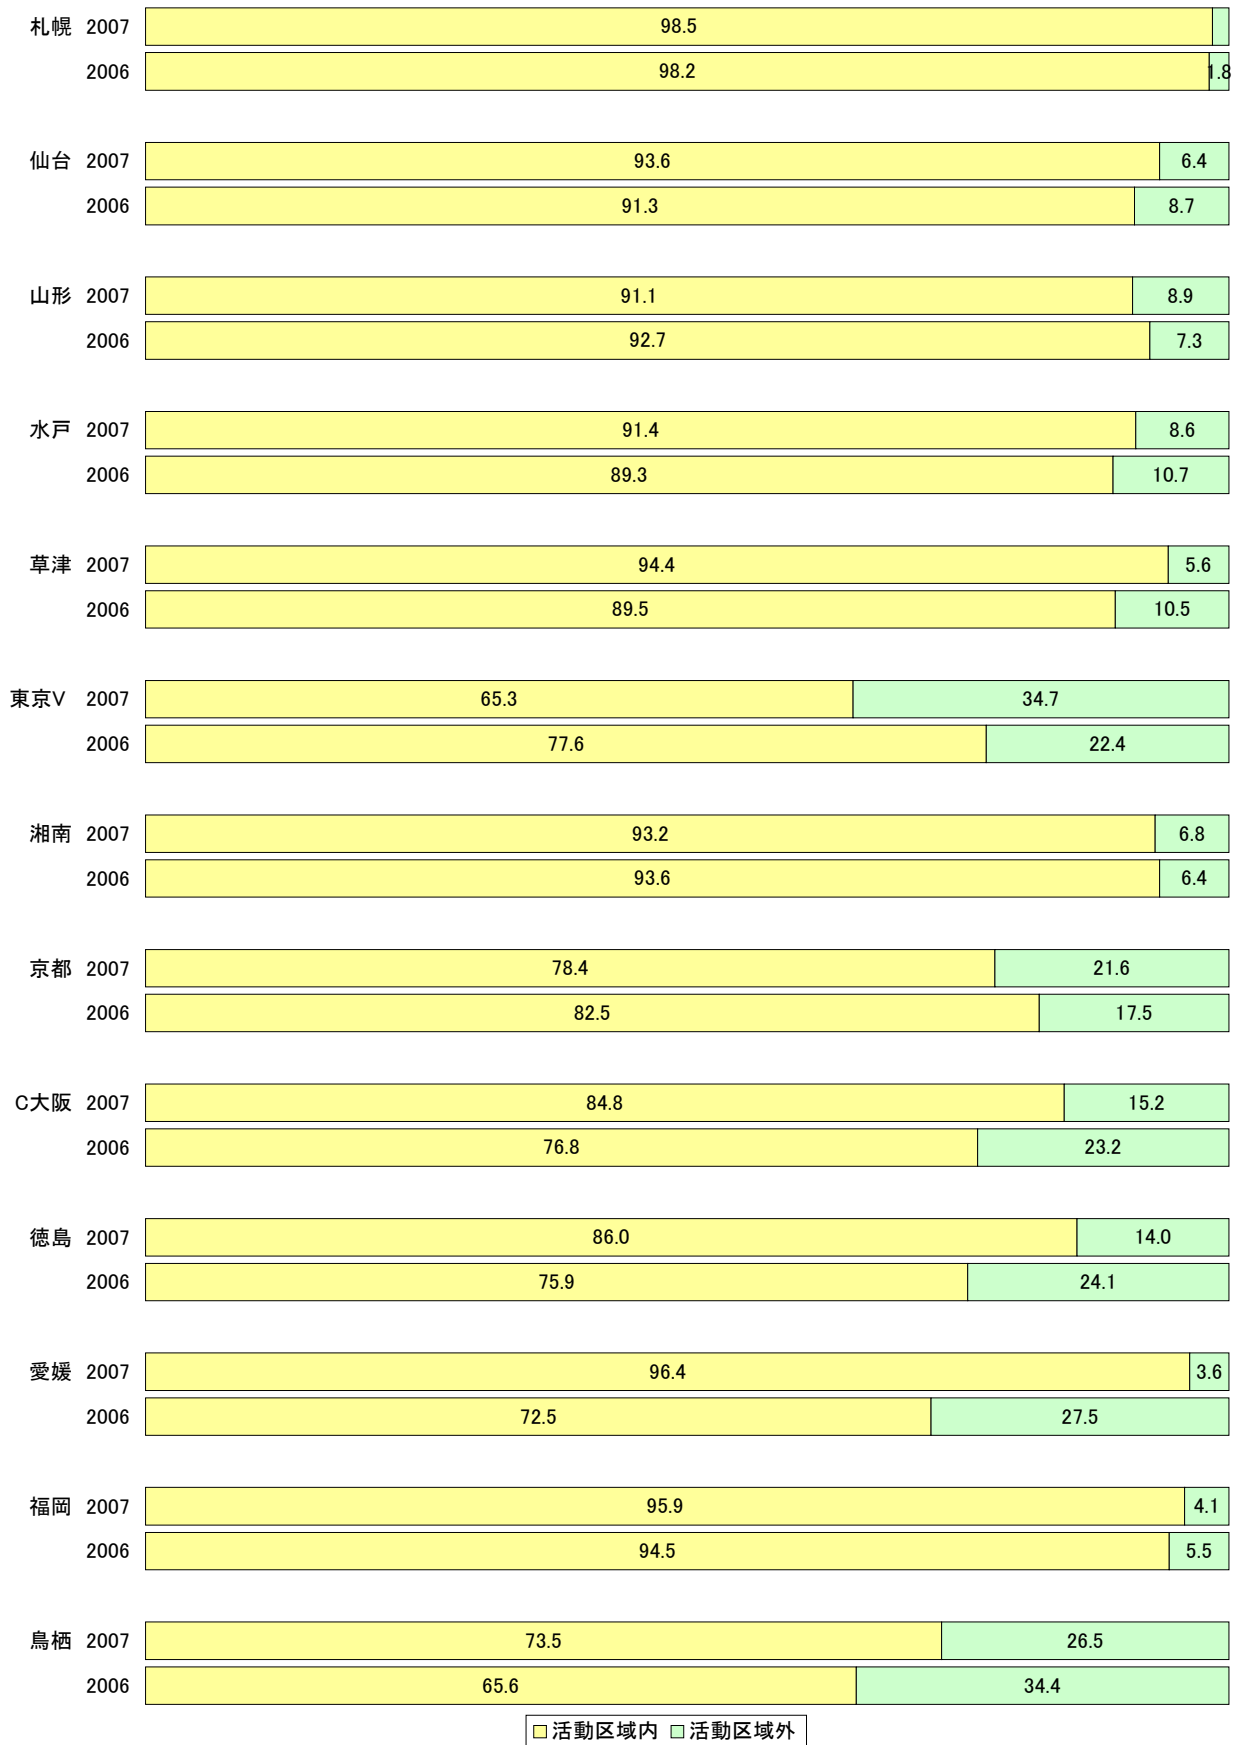 札幌 2007 98.5
2006 98.2 1.8
仙台 2007 93.6 6.4
2006 91.3 8.7
山形 2007 91.1 8.9
2006 92.7 7.3
水戸 2007 91.4 8.6
2006 89.3 10.7
草津 2007 94.4 5.6
2006 89.5 10.5
東京V 2007 65.3 34.7
2006 77.6 22.4
湘南 2007 93.2 6.8
2006 93.6 6.4
京都 2007 78.4 21.6
2006 82.5 17.5
C大阪 2007 84.8 15.2
2006 76.8 23.2
徳島 2007 86.0 14.0
2006 75.9 24.1
愛媛 2007 96.4 3.6
2006 72.5 27.5
福岡 2007 95.9 4.1
2006 94.5 5.5
鳥栖 2007 73.5 26.5
2006 65.6 34.4
活動区域内 活動区域外